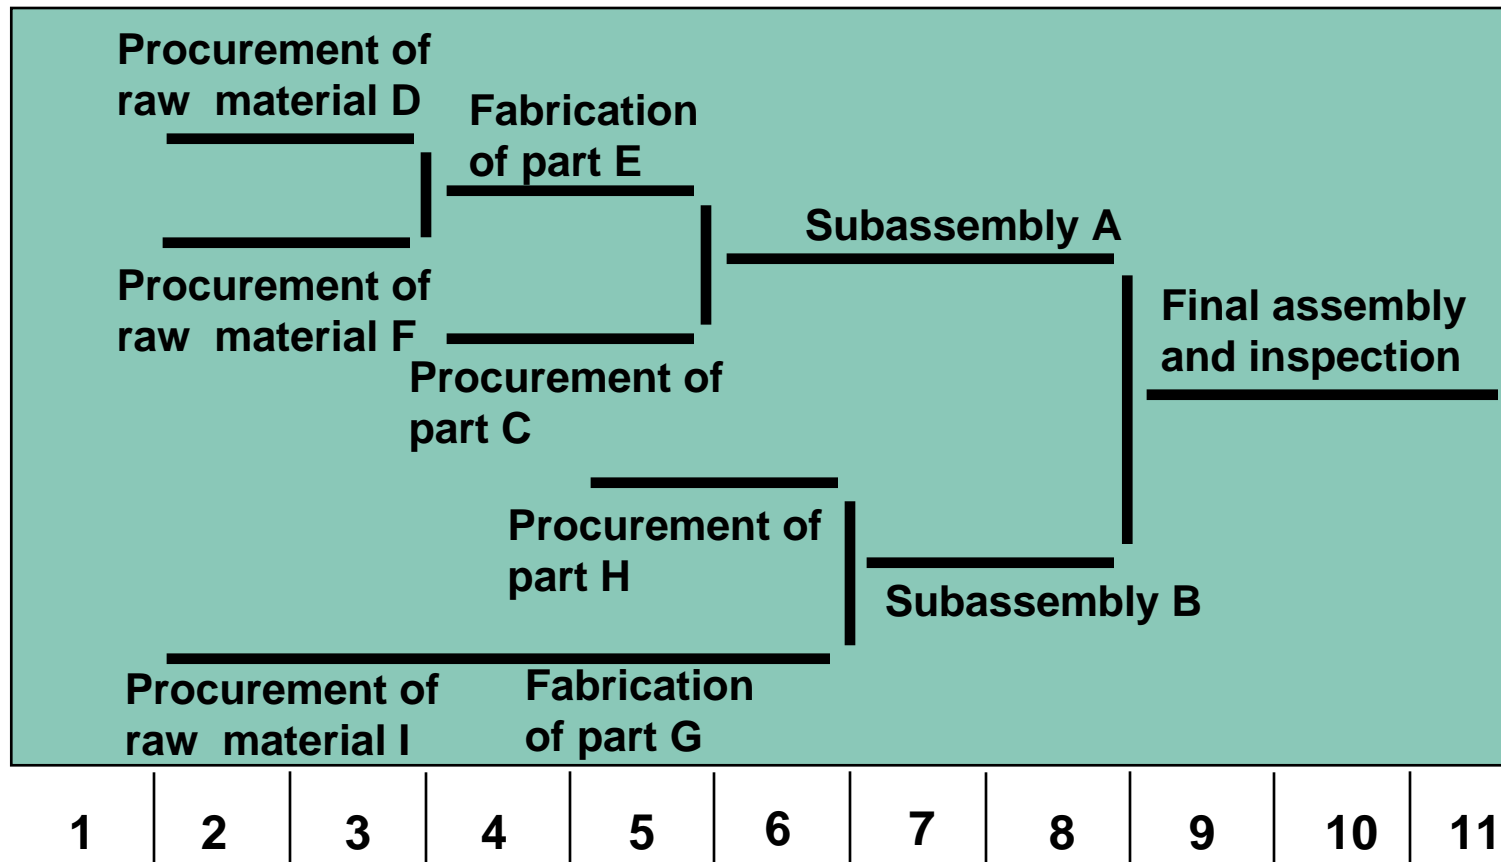 Procurement of
raw material D
Fabrication
of part E
Subassembly A
Procurement of
raw material F
Final assembly
and inspection
Procurement of
part C
Procurement of
part H
Subassembly B
Procurement of
raw material I
Fabrication
of part G
1 2 3 4 5 6 7 8 9 10 11